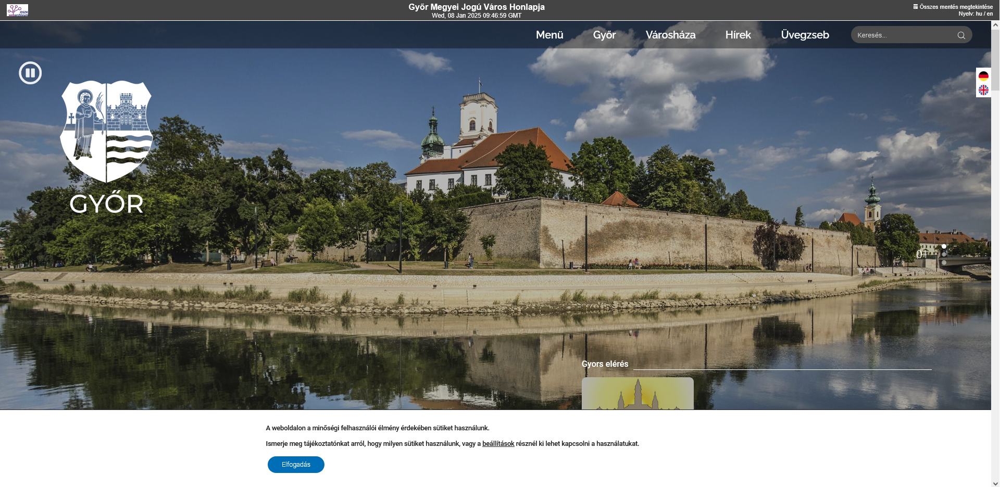 OSZK
webarchívum
Győr Megyei Jogú Város Honlapja
Wed, 08 Jan 2025 09:46:59 GMT
Összes mentés megtekintése
Nyelv: hu / en
Menü
Győr
Városháza
Hírek
Üvegzseb
Keresés...
GYŐR
01
Gyors elérés
A weboldalon a minőségi felhasználói élmény érdekében sütiket használunk.
Ismerje meg tájékoztatónkat arról, hogy milyen sütiket használunk, vagy a beállítások résznél ki lehet kapcsolni a használatukat.
Elfogadás